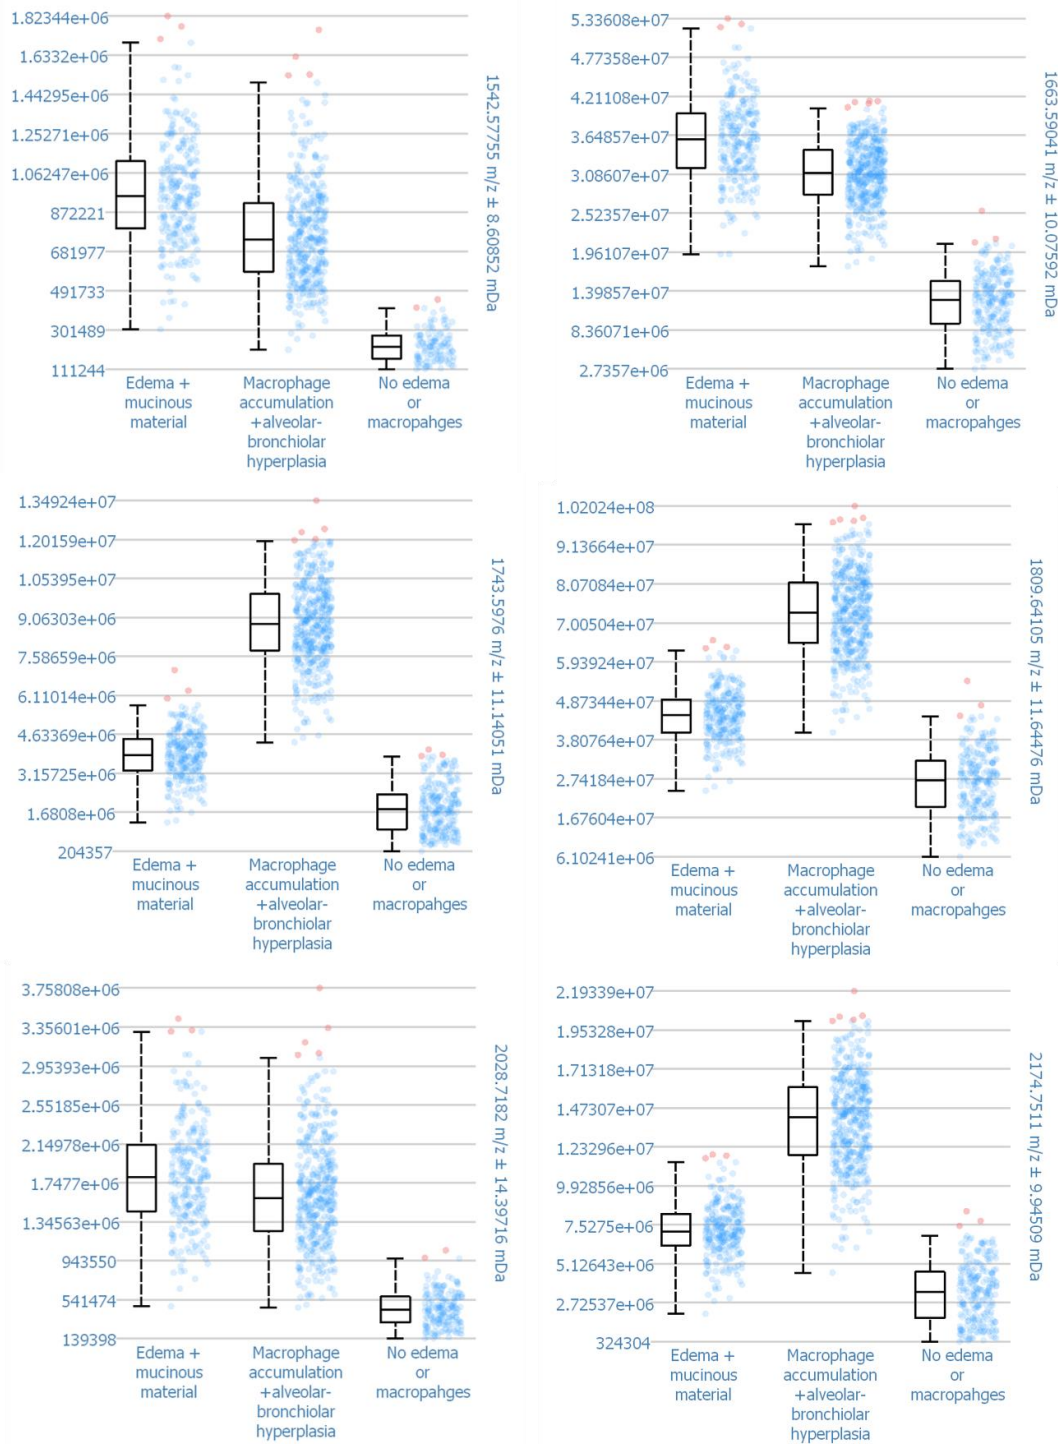 1.82344e+06
1.6332e+06
1.44295e+06
1.25271e+06
1.06247e+06
872221
681977
491733
301489
111244
Edema +
mucinous
material
Macrophage
accumulation
+alveolar-
bronchiolar
hyperplasia
No edema
or
macropahges
1542.57755 m/z ± 8.60852 mDa
5.33608e+07
4.77358e+07
4.21108e+07
3.64857e+07
3.08607e+07
2.52357e+07
1.96107e+07
1.39857e+07
8.36071e+06
2.7357e+06
Edema +
mucinous
material
Macrophage
accumulation
+alveolar-
bronchiolar
hyperplasia
No edema
or
macropahges
1663.59041 m/z ± 10.07592 mDa
1.34924e+07
1.20159e+07
1.05395e+07
9.06303e+06
7.58659e+06
6.11014e+06
4.63369e+06
3.15725e+06
1.6808e+06
204357
Edema +
mucinous
material
Macrophage
accumulation
+alveolar-
bronchiolar
hyperplasia
No edema
or
macropahges
1743.5976 m/z ± 11.14051 mDa
1.02024e+08
9.13664e+07
8.07084e+07
7.00504e+07
5.93924e+07
4.87344e+07
3.80764e+07
2.74184e+07
1.67604e+07
6.10241e+06
Edema +
mucinous
material
Macrophage
accumulation
+alveolar-
bronchiolar
hyperplasia
No edema
or
macropahges
1809.64105 m/z ± 11.64476 mDa
3.75808e+06
3.35601e+06
2.95393e+06
2.55185e+06
2.14978e+06
1.7477e+06
1.34563e+06
943550
541474
139398
Edema +
mucinous
material
Macrophage
accumulation
+alveolar-
bronchiolar
hyperplasia
No edema
or
macropahges
2028.7182 m/z ± 14.39716 mDa
2.19339e+07
1.95328e+07
1.71318e+07
1.47307e+07
1.23296e+07
9.92856e+06
7.5275e+06
5.12643e+06
2.72537e+06
324304
Edema +
mucinous
material
Macrophage
accumulation
+alveolar-
bronchiolar
hyperplasia
No edema
or
macropahges
2174.7511 m/z ± 9.94509 mDa